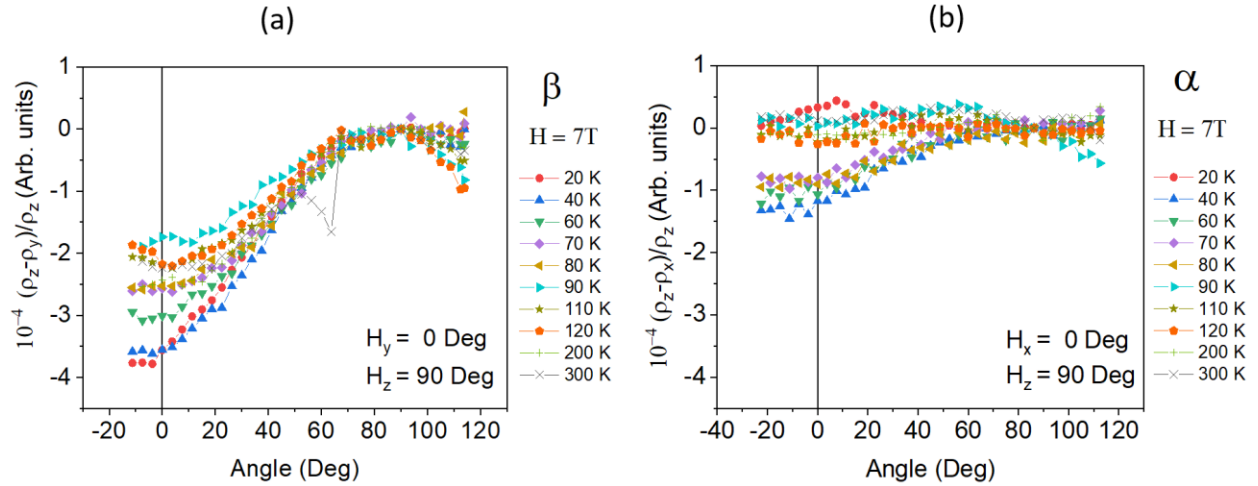 (a)
1
0
-1
-2
-3
-4
10⁻⁴ (ρz-ρy)/ρz (Arb. units)
-20 0 20 40 60 80 100 120
Angle (Deg)
Hy = 0 Deg
Hz = 90 Deg
β
H = 7T
20 K
40 K
60 K
70 K
80 K
90 K
110 K
120 K
200 K
300 K
(b)
1
0
-1
-2
-3
-4
10⁻⁴ (ρz-ρx)/ρz (Arb. units)
-40 -20 0 20 40 60 80 100 120
Angle (Deg)
Hx = 0 Deg
Hz = 90 Deg
α
H = 7T
20 K
40 K
60 K
70 K
80 K
90 K
110 K
120 K
200 K
300 K